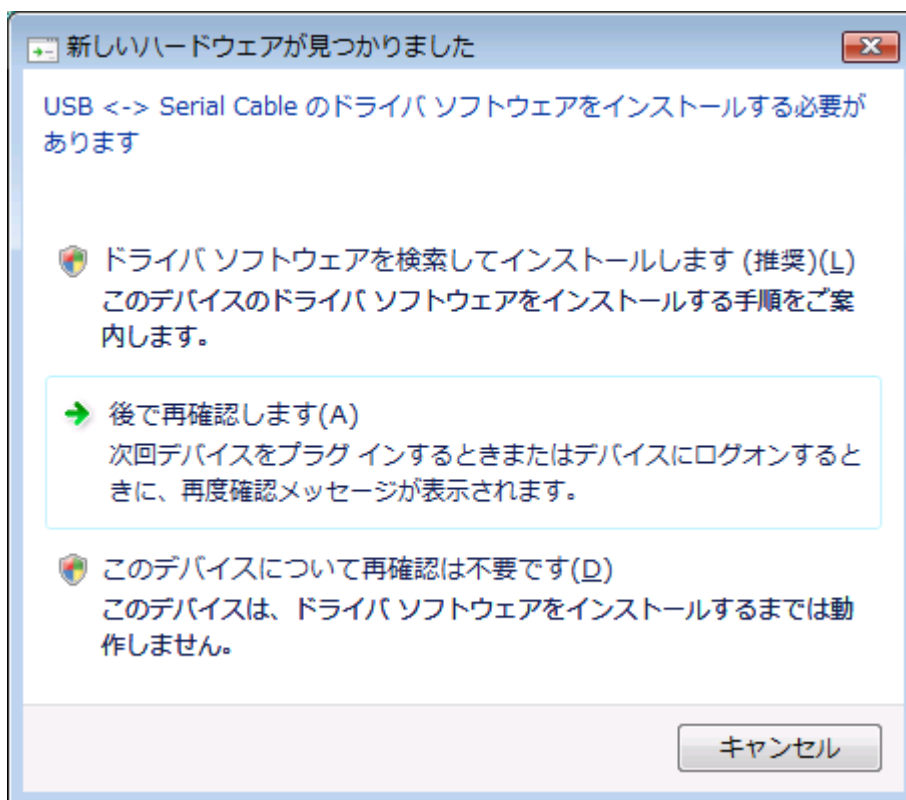 新しいハードウェアが見つかりました
USB <-> Serial Cable のドライバ ソフトウェアをインストールする必要が
あります
ドライバ ソフトウェアを検索してインストールします (推奨)(L)
このデバイスのドライバ ソフトウェアをインストールする手順をご案
内します。
後で再確認します(A)
次回デバイスをプラグ インするときまたはデバイスにログオンすると
きに、再度確認メッセージが表示されます。
このデバイスについて再確認は不要です(D)
このデバイスは、ドライバ ソフトウェアをインストールするまでは動
作しません。
キャンセル